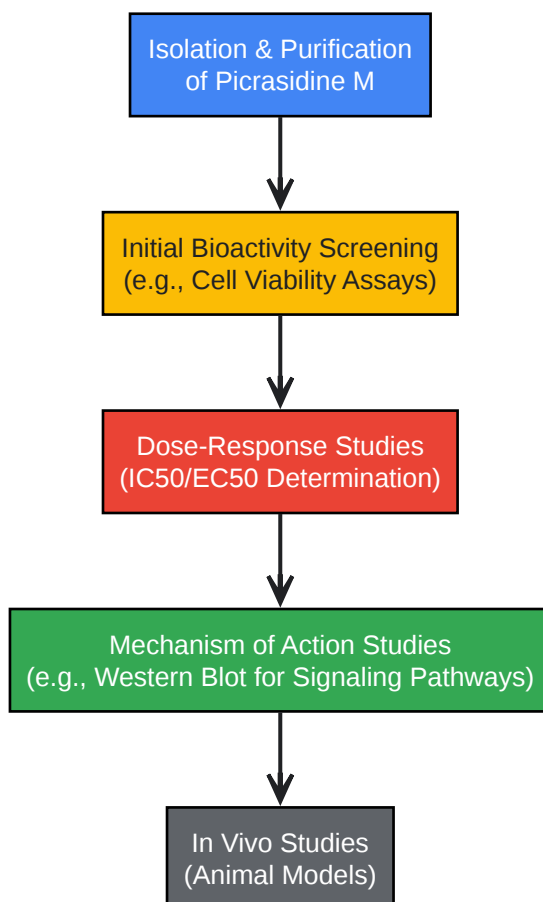 Isolation & Purification
of Picrasidine M
Initial Bioactivity Screening
(e.g., Cell Viability Assays)
Dose-Response Studies
(IC50/EC50 Determination)
Mechanism of Action Studies
(e.g., Western Blot for Signaling Pathways)
In Vivo Studies
(Animal Models)